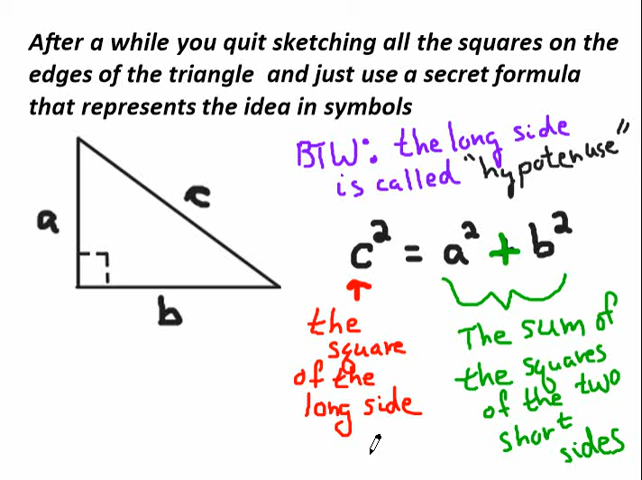 After a while you quit sketching all the squares on the
edges of the triangle and just use a secret formula
that represents the idea in symbols
BTW: the long side
is called "hypotenuse"
a
c
b
c² = a² + b²
the
square
of the
long side
The sum of
the squares
of the two
short
sides